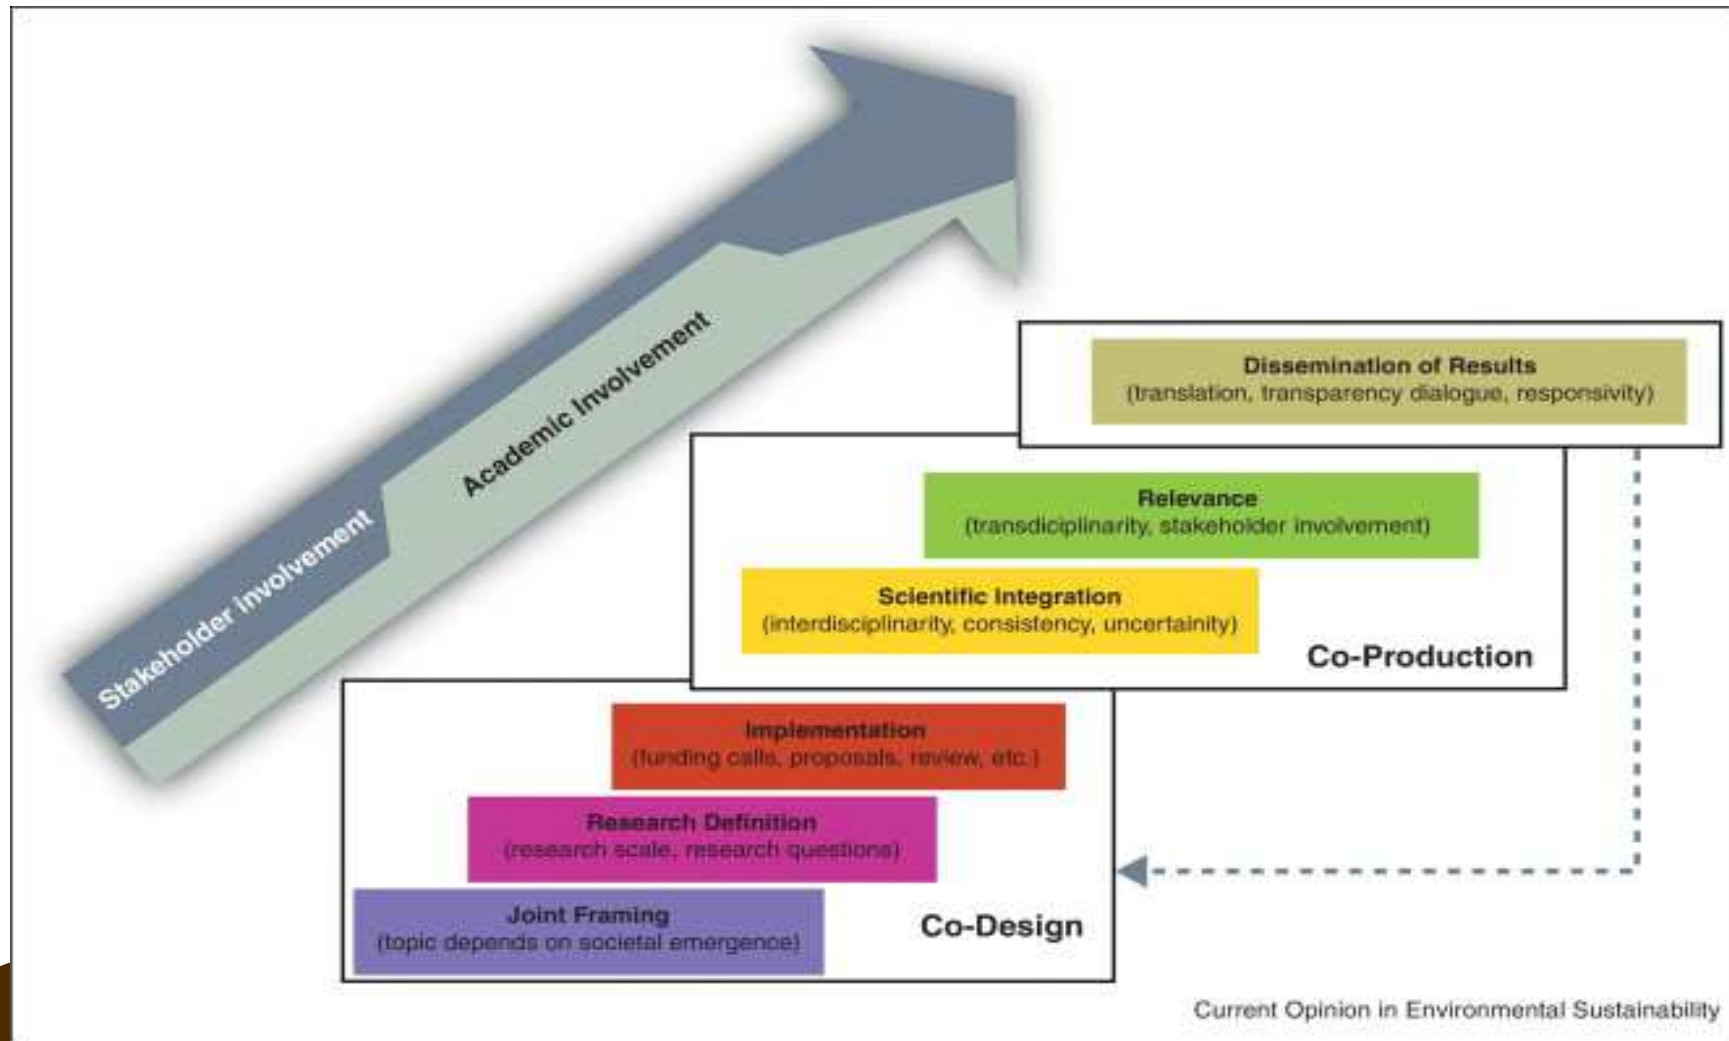 Stakeholder involvement
Academic Involvement
Dissemination of Results
(translation, transparency dialogue, responsivity)
Relevance
(transdiciplinarity, stakeholder involvement)
Scientific Integration
(interdisciplinarity, consistency, uncertainity)
Co-Production
Implementation
(funding calls, proposals, review, etc.)
Research Definition
(research scale, research questions)
Joint Framing
(topic depends on societal emergence)
Co-Design
Current Opinion in Environmental Sustainability